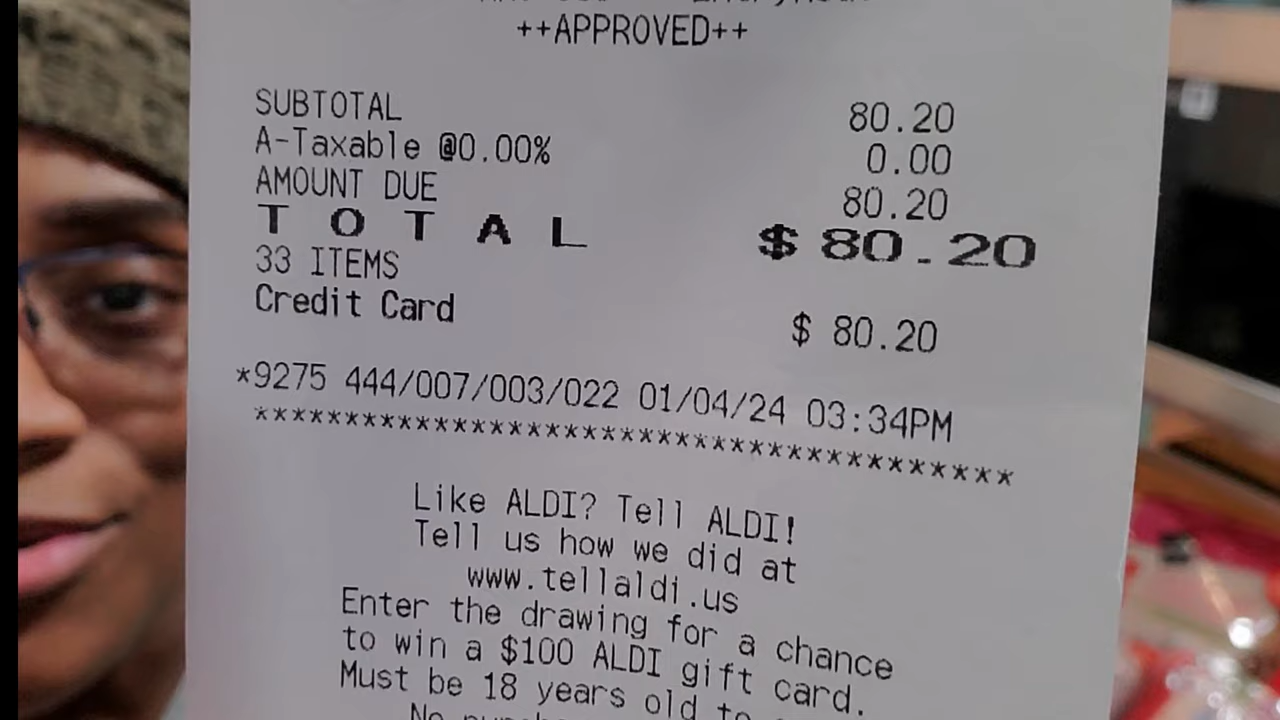 ++APPROVED++
SUBTOTAL 80.20
A-Taxable @0.00% 0.00
AMOUNT DUE 80.20
TOTAL $80.20
33 ITEMS
Credit Card $ 80.20
*9275 444/007/003/022 01/04/24 03:34PM
******************************************
Like ALDI? Tell ALDI!
Tell us how we did at
www.tellaldi.us
Enter the drawing for a chance
to win a $100 ALDI gift card.
Must be 18 years old to
No